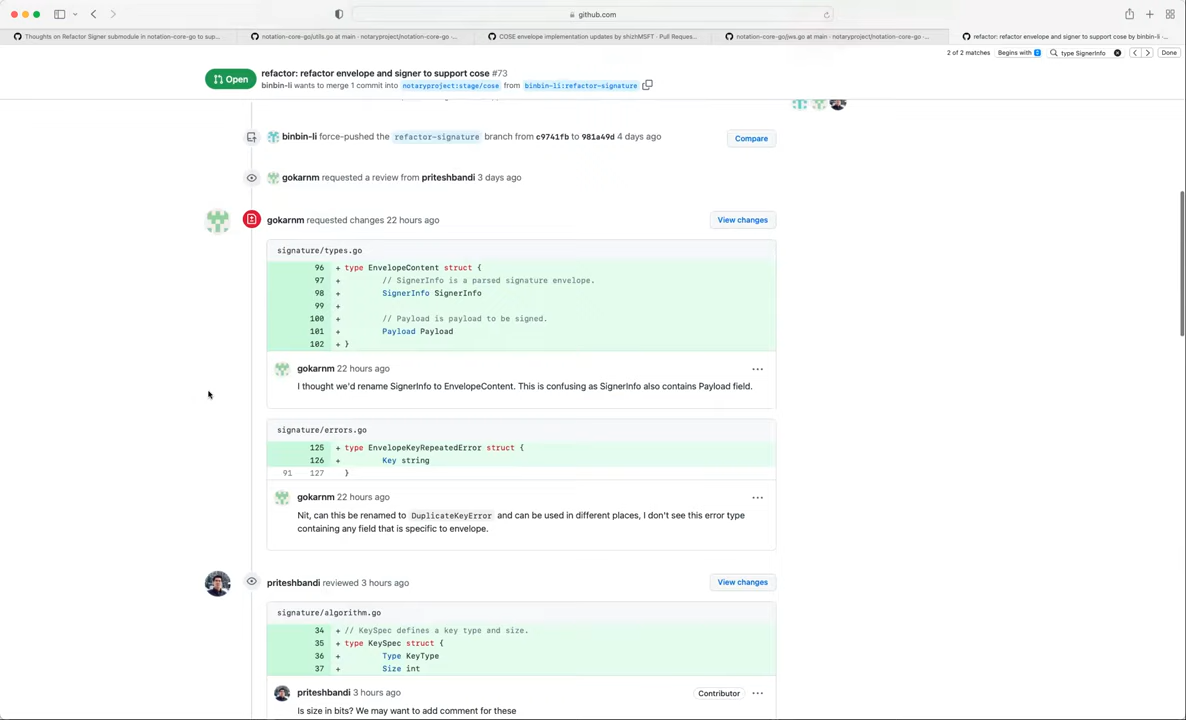 github.com
Thoughts on Refactor Signer submodule in notation-core-go to sup...
notation-core-go/utils.go at main · notaryproject/notation-core-go -...
COSE envelope implementation updates by shizhMSFT · Pull Reques...
notation-core-go/jws.go at main · notaryproject/notation-core-go - ...
refactor: refactor envelope and signer to support cose by binbin-li - ...
2 of 2 matches
Begins with
type SignerInfo
Done
Open
refactor: refactor envelope and signer to support cose #73
binbin-li wants to merge 1 commit into notaryproject:stage/cose from binbin-li:refactor-signature
binbin-li force-pushed the refactor-signature branch from c9741fb to 981a49d 4 days ago
Compare
gokarnm requested a review from priteshbandi 3 days ago
gokarnm requested changes 22 hours ago
View changes
signature/types.go
96 + type EnvelopeContent struct {
97 + // SignerInfo is a parsed signature envelope.
98 + SignerInfo SignerInfo
99 +
100 + // Payload is payload to be signed.
101 + Payload Payload
102 + }
gokarnm 22 hours ago
I thought we'd rename SignerInfo to EnvelopeContent. This is confusing as SignerInfo also contains Payload field.
signature/errors.go
125 + type EnvelopeKeyRepeatedError struct {
126 + Key string
91 127 }
gokarnm 22 hours ago
Nit, can this be renamed to DuplicateKeyError and can be used in different places, I don't see this error type
containing any field that is specific to envelope.
priteshbandi reviewed 3 hours ago
View changes
signature/algorithm.go
34 + // KeySpec defines a key type and size.
35 + type KeySpec struct {
36 + Type KeyType
37 + Size int
priteshbandi 3 hours ago
Contributor
Is size in bits? We may want to add comment for these